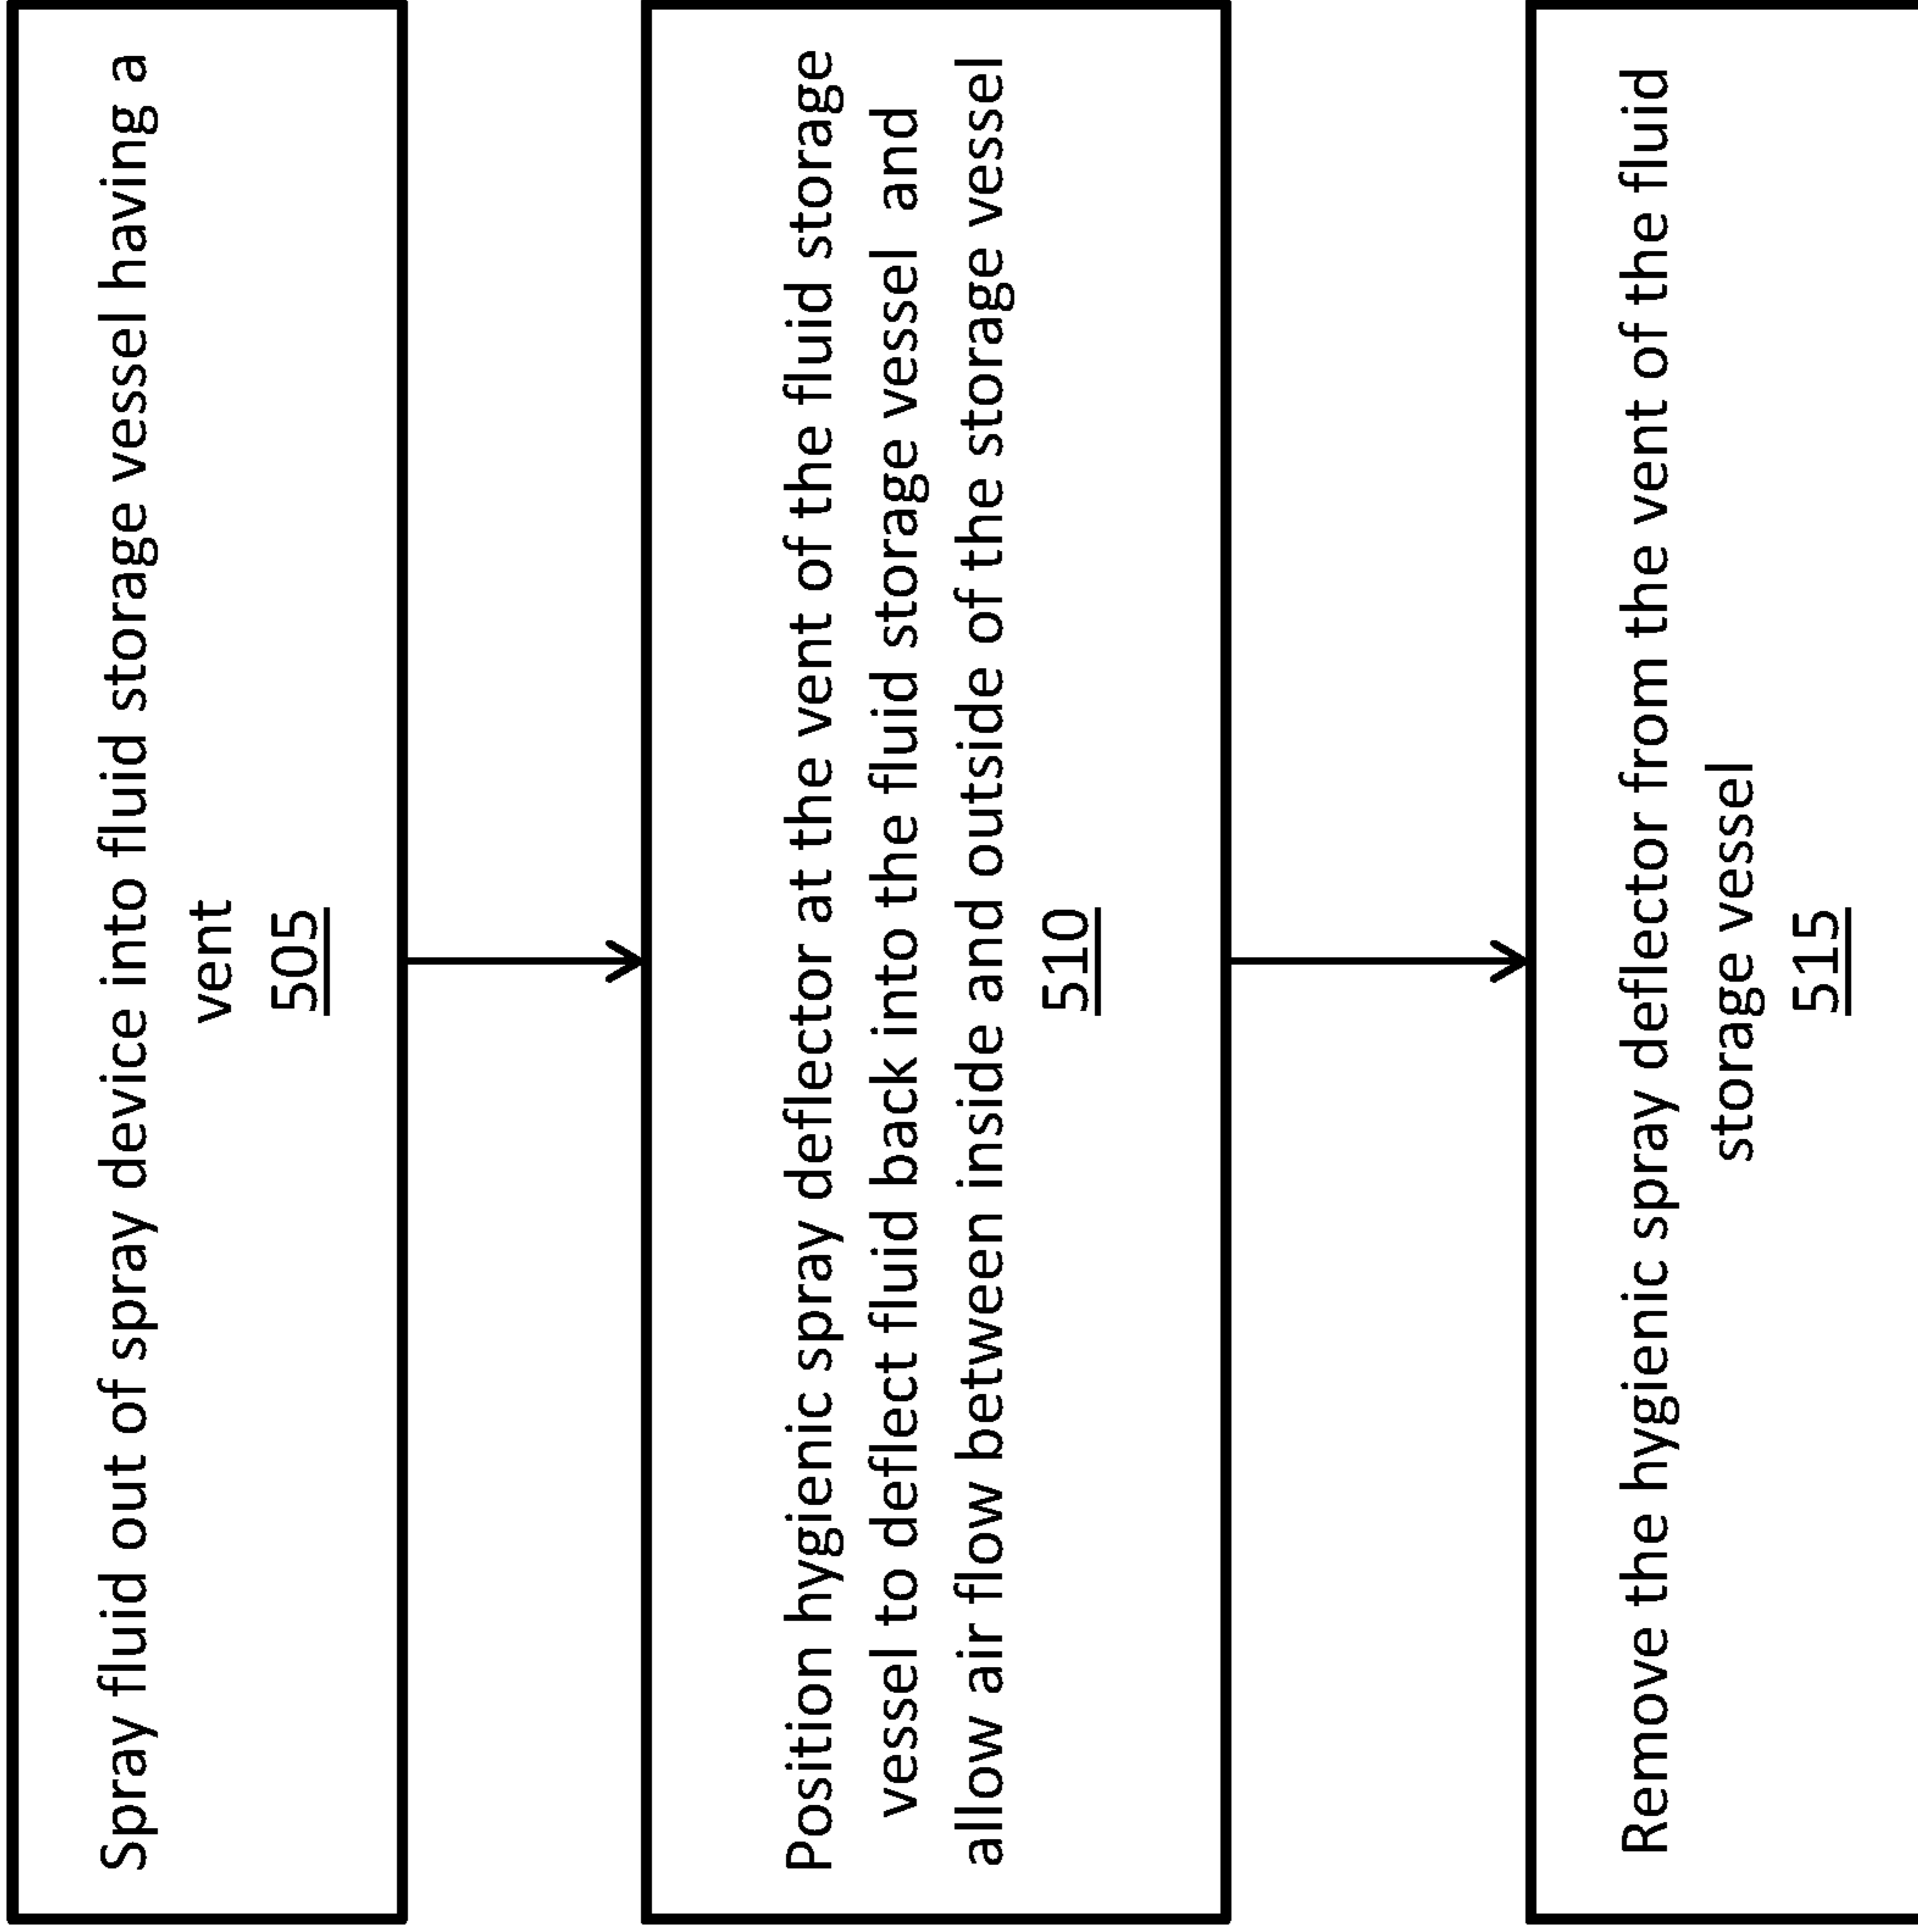 Spray fluid out of spray device into fluid storage vessel having a
vent
505
Position hygienic spray deflector at the vent of the fluid storage
vessel to deflect fluid back into the fluid storage vessel and
allow air flow between inside and outside of the storage vessel
510
Remove the hygienic spray deflector from the vent of the fluid
storage vessel
515